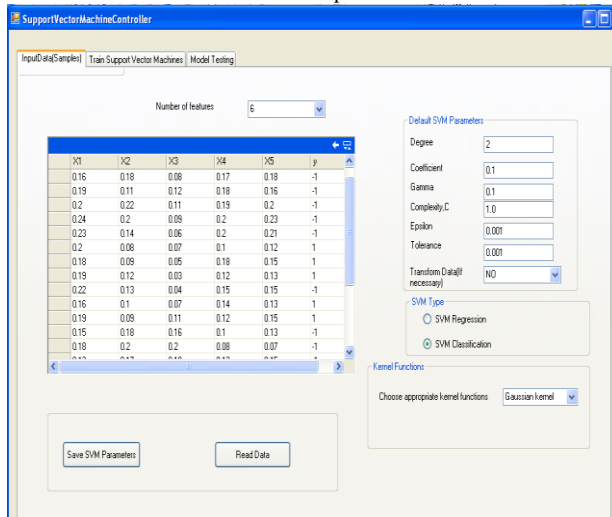 SupportVectorMachineController
InputData(Samples) Train Support Vector Machines Model Testing
Number of features 6
X1 X2 X3 X4 X5 y
0.16 0.18 0.08 0.17 0.18 -1
0.19 0.11 0.12 0.18 0.16 -1
0.2 0.22 0.11 0.19 0.2 -1
0.24 0.2 0.09 0.2 0.23 -1
0.23 0.14 0.06 0.2 0.21 -1
0.2 0.08 0.07 0.1 0.12 1
0.18 0.09 0.05 0.18 0.15 1
0.19 0.12 0.03 0.12 0.13 1
0.22 0.13 0.04 0.15 0.15 -1
0.16 0.1 0.07 0.14 0.13 1
0.19 0.09 0.11 0.12 0.15 1
0.15 0.18 0.16 0.1 0.13 -1
0.18 0.2 0.2 0.08 0.07 -1
Save SVM Parameters
Read Data
Default SVM Parameters
Degree 2
Coefficient 0.1
Gamma 0.1
Complexity,C 1.0
Epsilon 0.001
Tolerance 0.001
Transform Data(If NO
necessary)
SVM Type
SVM Regression
SVM Classification
Kernel Functions
Choose appropriate kernel functions Gaussian kernel